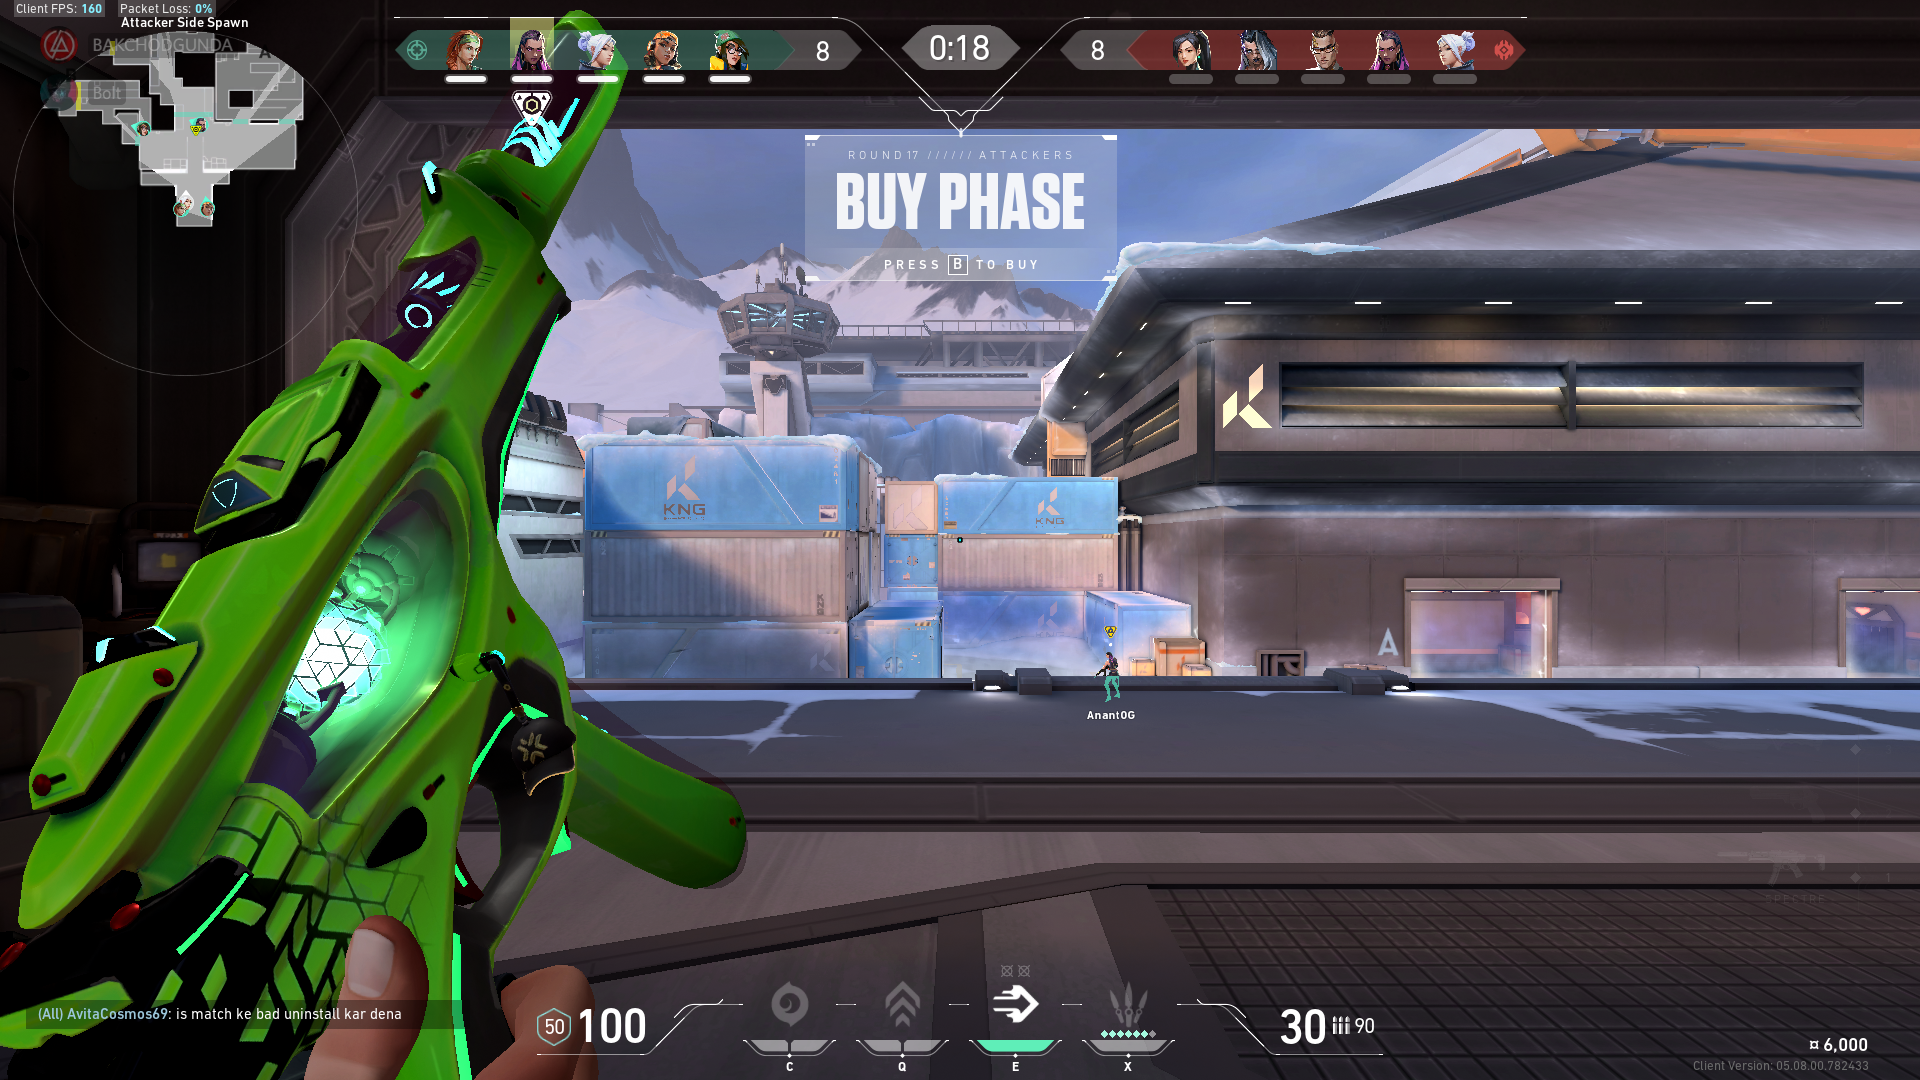 Client FPS: 160 Packet Loss: 0%
Attacker Side Spawn
BAKCHODGUNDA
A
B
Bolt
8
0:18
8
ROUND 17 ////// ATTACKERS
BUY PHASE
PRESS B TO BUY
KNG
KNG
A
AnantOG
SPECTRE
1
(All) AvitaCosmos69: is match ke bad uninstall kar dena
50 100
C
Q
E
X
30 90
¤ 6,000
Client Version: 05.08.00.782433